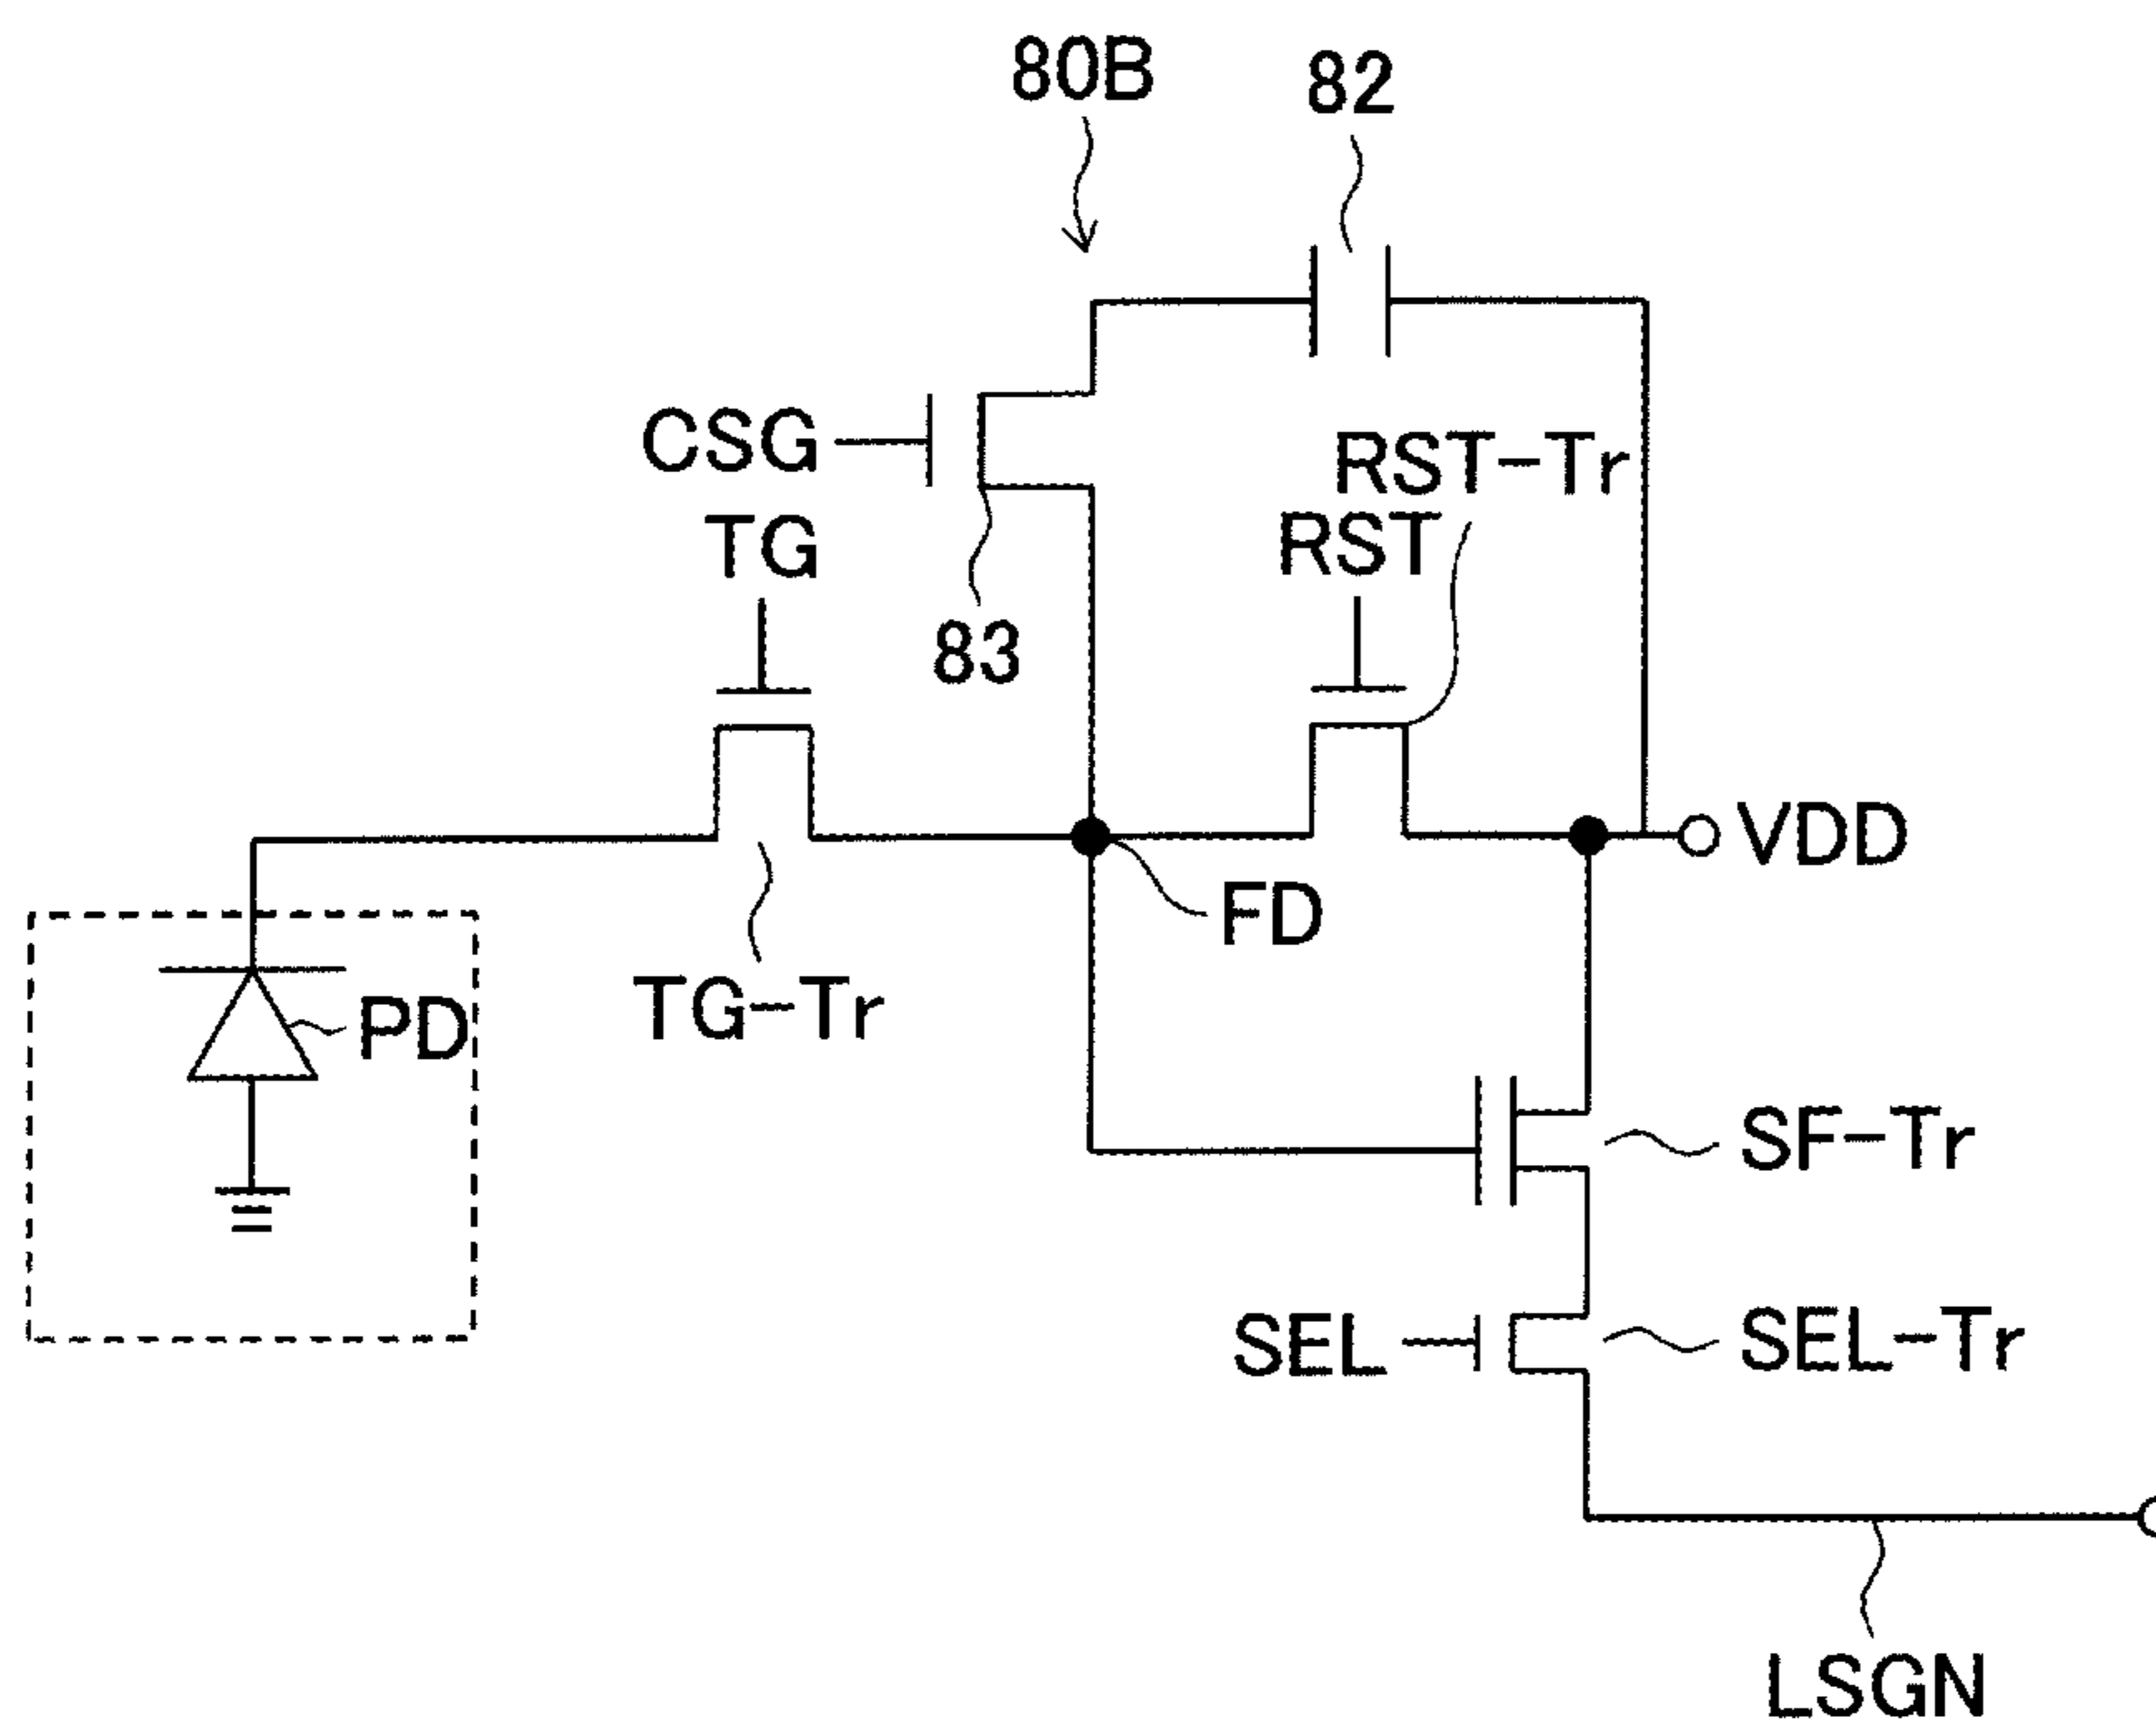 80B
82
CSG
RST-Tr
TG
RST
83
VDD
FD
PD
TG-Tr
SF-Tr
SEL
SEL-Tr
LSGN